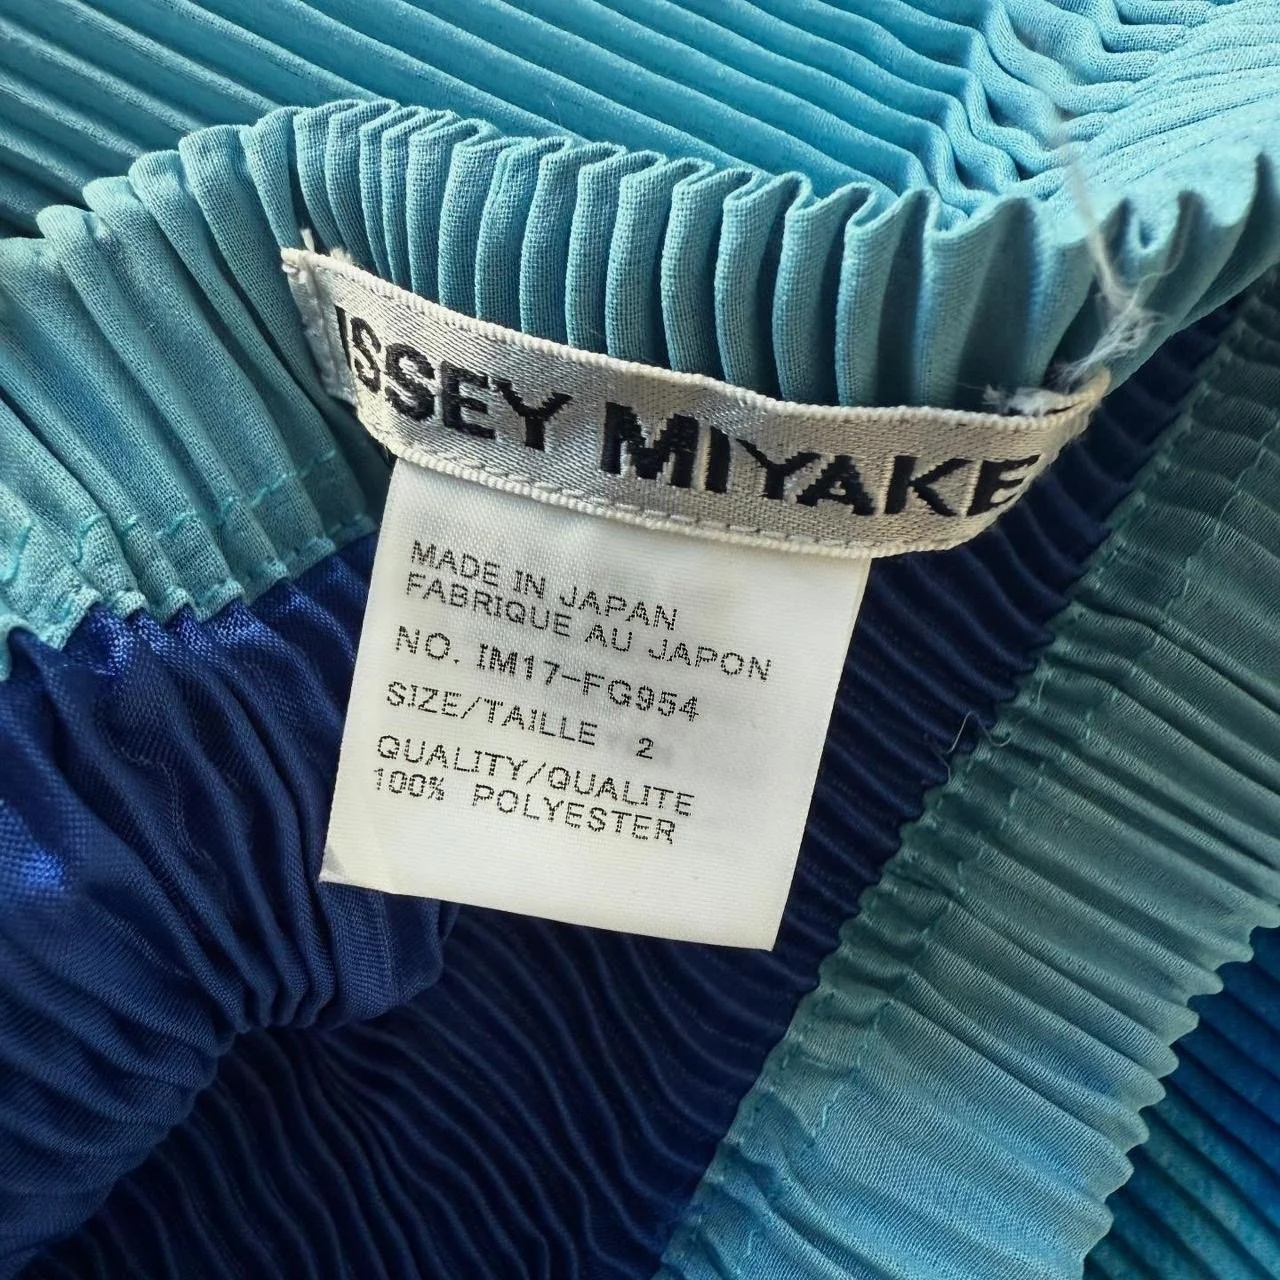 ISSEY MIYAKE
MADE IN JAPAN
FABRIQUE AU JAPON
NO. IM17-FG954
SIZE/TAILLE 2
QUALITY/QUALITE
100% POLYESTER